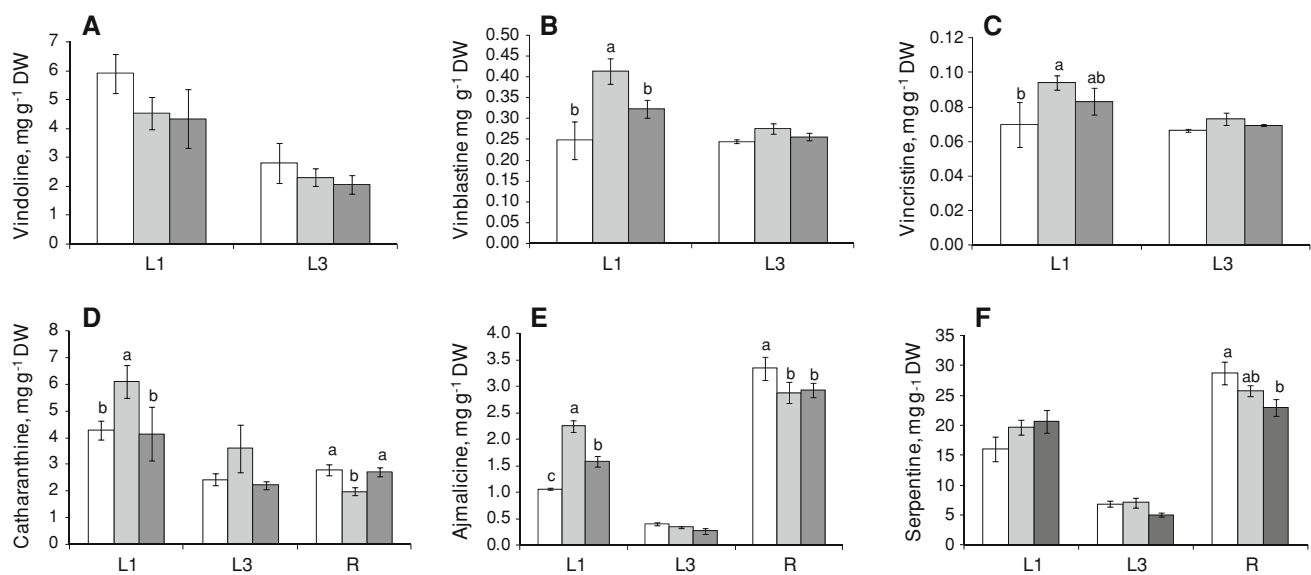 A
Vindoline, mg g-1 DW
7
6
5
4
3
2
1
0
L1 L3
B
Vinblastine mg g-1 DW
0.50
0.45
0.40
0.35
0.30
0.25
0.20
0.15
0.10
0.05
0.00
b a b
L1 L3
C
Vincristine, mg g-1 DW
0.12
0.10
0.08
0.06
0.04
0.02
0.00
b a ab
L1 L3
D
Catharanthine, mg g-1 DW
8
7
6
5
4
3
2
1
0
b a b a b a
L1 L3 R
E
Ajmalicine, mg g-1 DW
4.0
3.5
3.0
2.5
2.0
1.5
1.0
0.5
0.0
c a b a b b
L1 L3 R
F
Serpentine, mg g-1 DW
35
30
25
20
15
10
5
0
a ab b
L1 L3 R